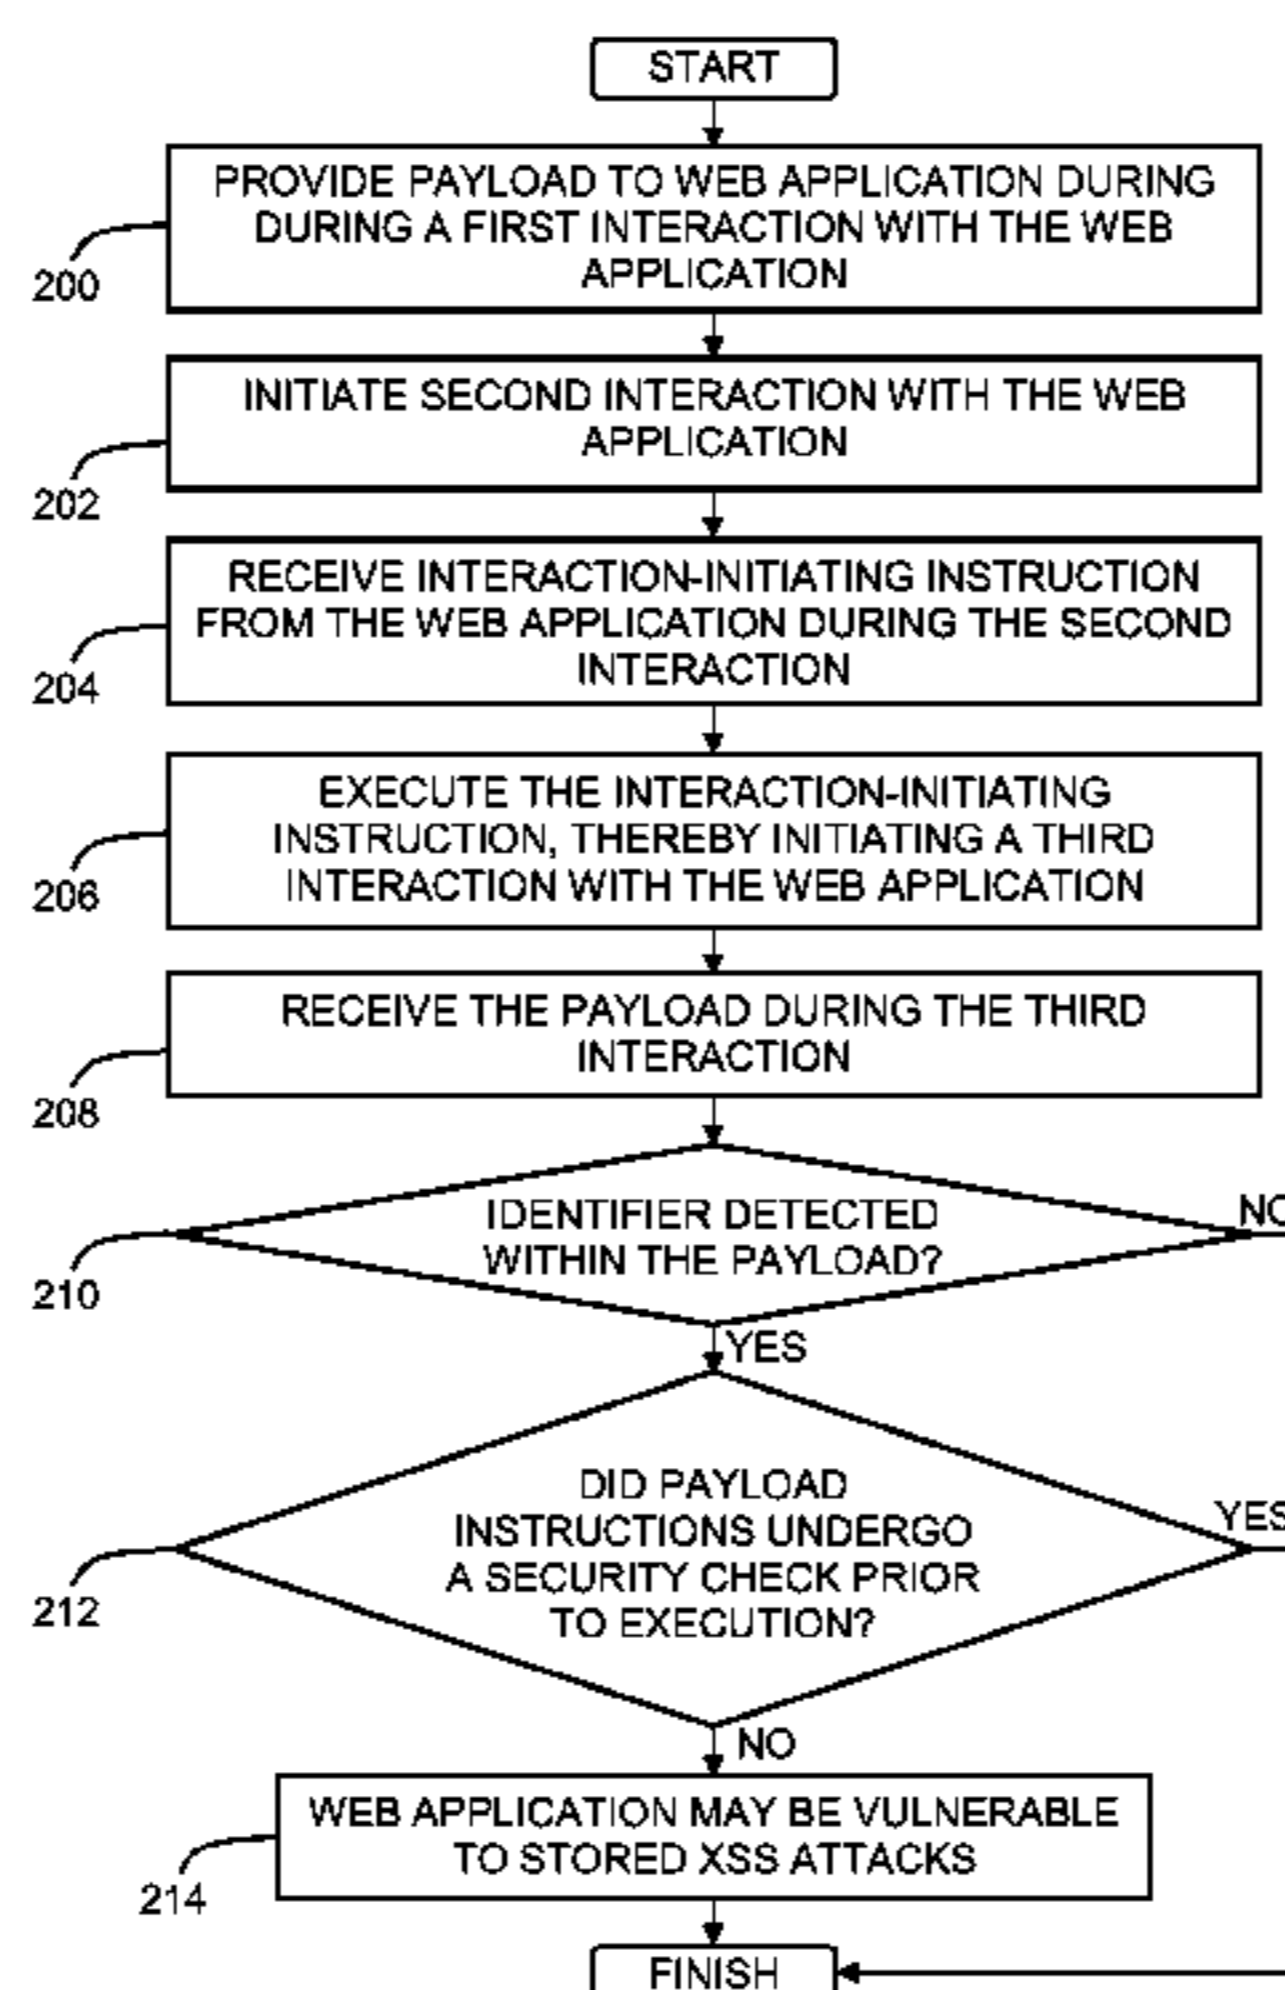 START
PROVIDE PAYLOAD TO WEB APPLICATION DURING
DURING A FIRST INTERACTION WITH THE WEB
APPLICATION
200
INITIATE SECOND INTERACTION WITH THE WEB
APPLICATION
202
RECEIVE INTERACTION-INITIATING INSTRUCTION
FROM THE WEB APPLICATION DURING THE SECOND
INTERACTION
204
EXECUTE THE INTERACTION-INITIATING
INSTRUCTION, THEREBY INITIATING A THIRD
INTERACTION WITH THE WEB APPLICATION
206
RECEIVE THE PAYLOAD DURING THE THIRD
INTERACTION
208
IDENTIFIER DETECTED
WITHIN THE PAYLOAD?
NO
210
YES
DID PAYLOAD
INSTRUCTIONS UNDERGO
A SECURITY CHECK PRIOR
TO EXECUTION?
YES
212
NO
WEB APPLICATION MAY BE VULNERABLE
TO STORED XSS ATTACKS
214
FINISH